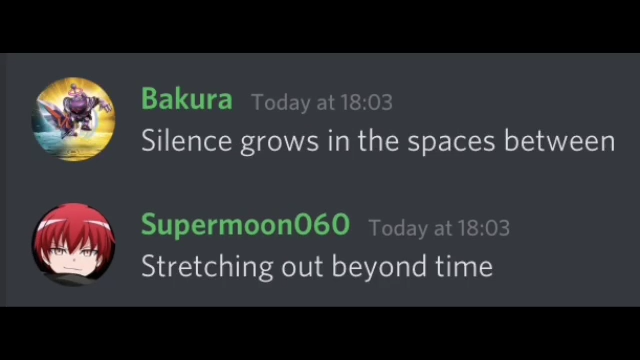 Bakura Today at 18:03
Silence grows in the spaces between
Supermoon060 Today at 18:03
Stretching out beyond time